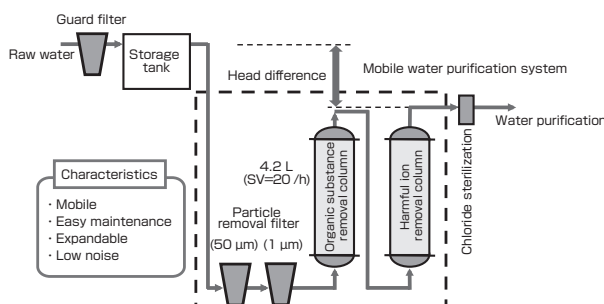 Guard filter
Raw water
Storage
tank
Head difference
Mobile water purification system
Water purification
Chloride sterilization
Characteristics
・Mobile
・Easy maintenance
・Expandable
・Low noise
4.2 L
(SV=20 /h)
Particle
removal filter
(50 µm) (1 µm)
Organic substance
removal column
Harmful ion
removal column